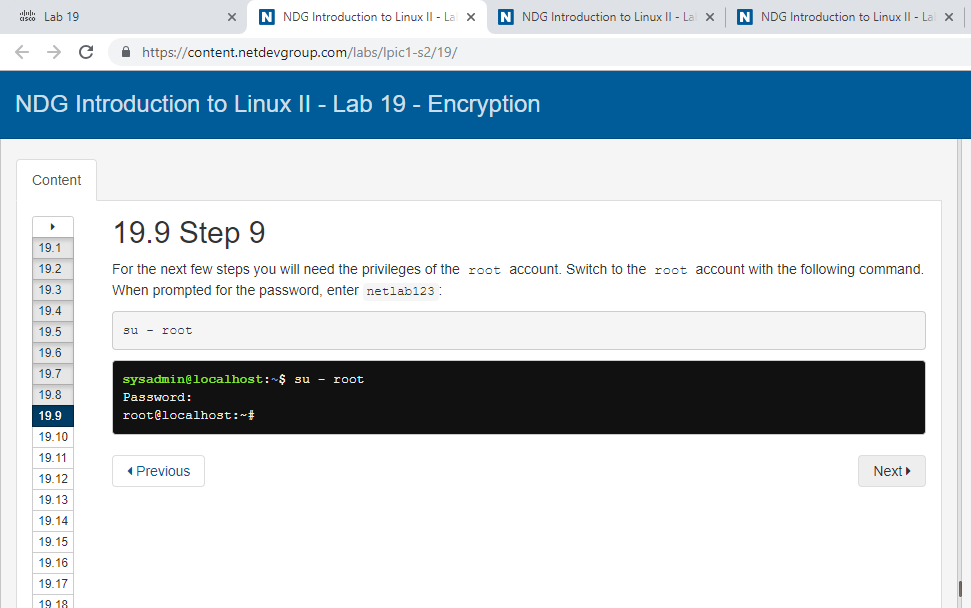 cisco Lab 19
NDG Introduction to Linux II - La
NDG Introduction to Linux II - La
NDG Introduction to Linux II - La
https://content.netdevgroup.com/labs/lpic1-s2/19/
NDG Introduction to Linux II - Lab 19 - Encryption
Content
19.1
19.2
19.3
19.4
19.5
19.6
19.7
19.8
19.9
19.10
19.11
19.12
19.13
19.14
19.15
19.16
19.17
19.18
19.9 Step 9
For the next few steps you will need the privileges of the root account. Switch to the root account with the following command.
When prompted for the password, enter netlab123:
su - root
sysadmin@localhost:~$ su - root
Password:
root@localhost:~#
Previous
Next